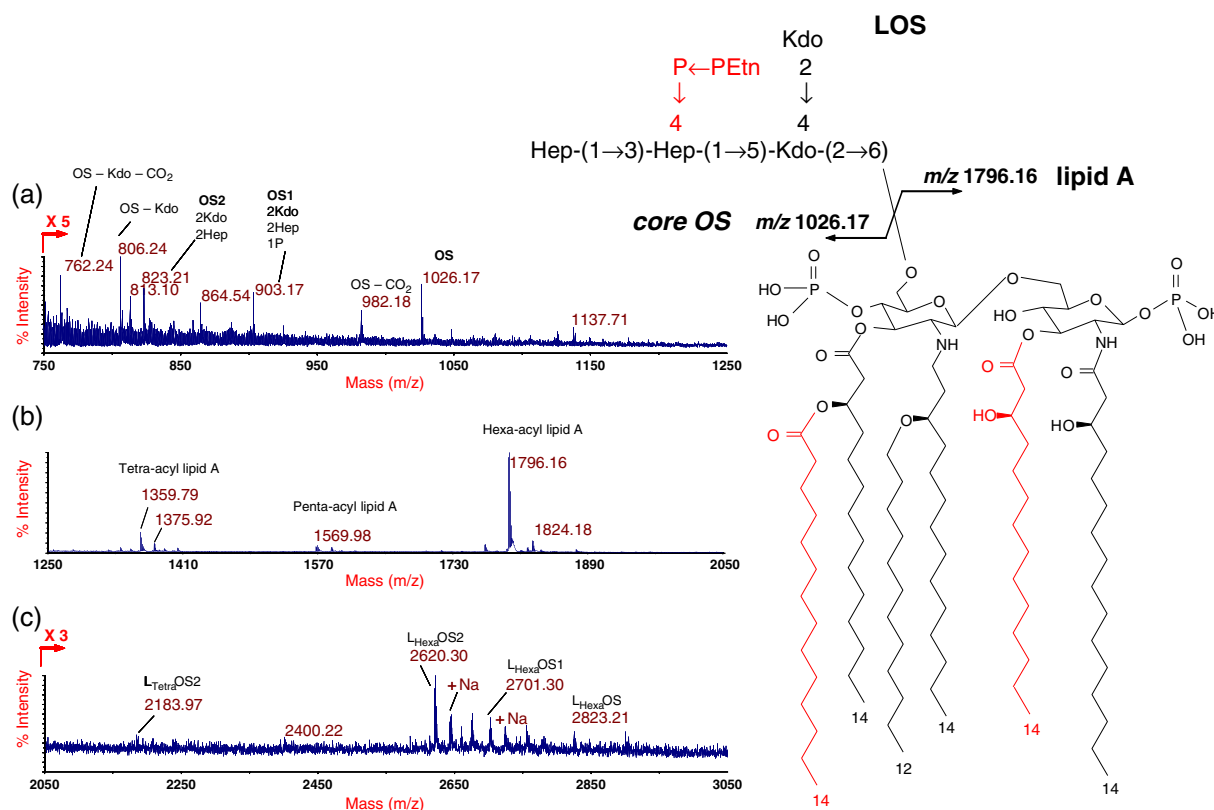 LOS
Kdo
P←PEtn 2
↓ ↓
4 4
Hep-(1→3)-Hep-(1→5)-Kdo-(2→6)
m/z 1796.16 lipid A
core OS m/z 1026.17
(a)
X 5
OS – Kdo – CO2
OS – Kdo
OS2
2Kdo
2Hep
OS1
2Kdo
2Hep
1P
OS
762.24
806.24
813.10
823.21
864.54
903.17
OS – CO2
982.18
1026.17
1137.71
% Intensity
750 850 950 1050 1150 1250
Mass (m/z)
(b)
Tetra-acyl lipid A
1359.79
1375.92
Penta-acyl lipid A
1569.98
Hexa-acyl lipid A
1796.16
1824.18
% Intensity
1250 1410 1570 1730 1890 2050
Mass (m/z)
(c)
X 3
LTetraOS2
2183.97
2400.22
LHexaOS2
2620.30
+Na
LHexaOS1
2701.30
+Na
LHexaOS
2823.21
% Intensity
2050 2250 2450 2650 2850 3050
Mass (m/z)
O
HO P O
HO
O
O
O
HO
O
O
O P OH
OH
O
NH
O
NH
O
O
O
O
O
HO
O
HO
14
14
12
14
14
14